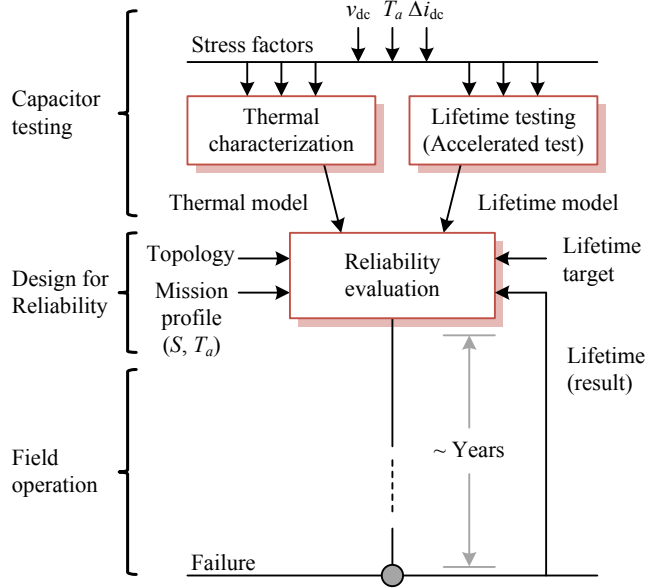 v_dc T_a Δi_dc
Stress factors
Capacitor
testing
Thermal
characterization
Lifetime testing
(Accelerated test)
Thermal model
Lifetime model
Design for
Reliability
Topology
Mission
profile
(S, T_a)
Reliability
evaluation
Lifetime
target
Lifetime
(result)
Field
operation
~ Years
Failure